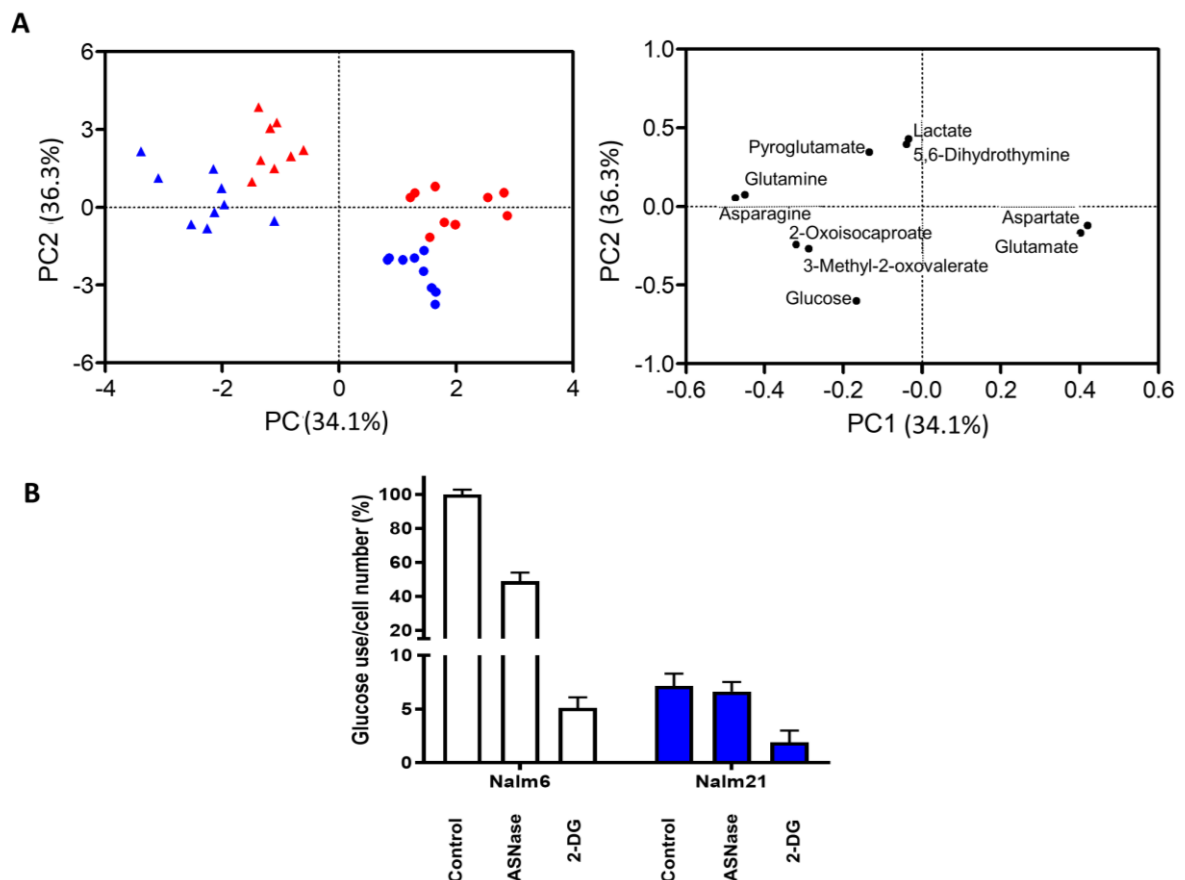 A
PC2 (36.3%)
6
3
0
-3
-6
-4
-2
0
2
4
PC (34.1%)
PC2 (36.3%)
1.0
0.5
0.0
-0.5
-1.0
Lactate
Pyroglutamate
5,6-Dihydrothymine
Glutamine
Asparagine
Aspartate
2-Oxoisocaproate
Glutamate
3-Methyl-2-oxovalerate
Glucose
-0.6
-0.4
-0.2
-0.0
0.2
0.4
0.6
PC1 (34.1%)
B
Glucose use/cell number (%)
100
80
60
40
20
10
5
0
Nalm6
Nalm21
Control
ASNase
2-DG
Control
ASNase
2-DG